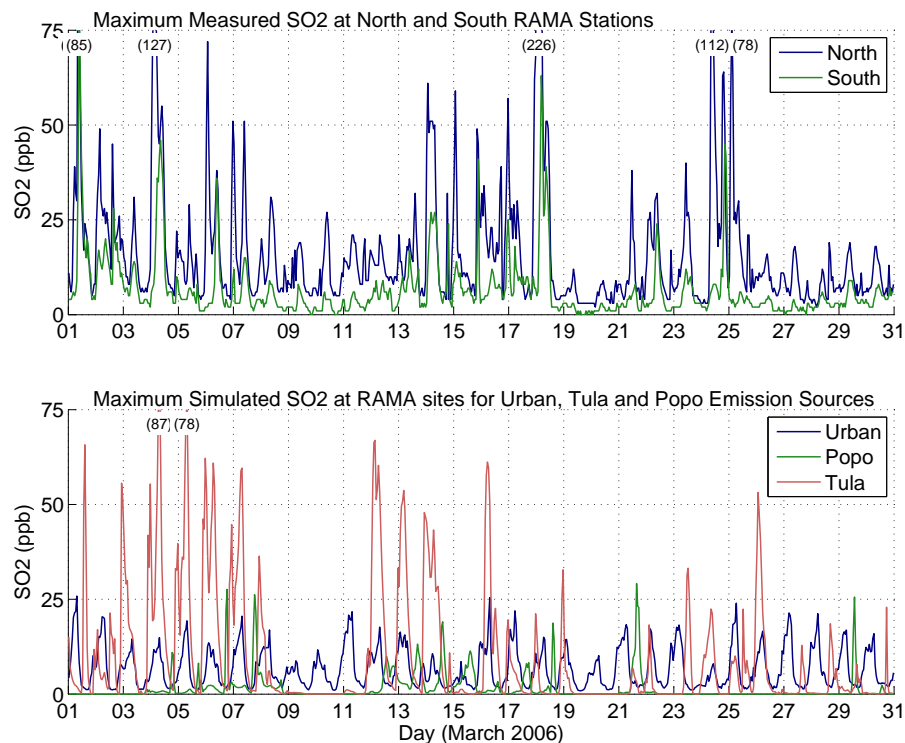 Maximum Measured SO2 at North and South RAMA Stations
75
(85)
(127)
(226)
(112)
(78)
North
South
50
SO2 (ppb)
25
0
01 03 05 07 09 11 13 15 17 19 21 23 25 27 29 31
Maximum Simulated SO2 at RAMA sites for Urban, Tula and Popo Emission Sources
75
(87)
(78)
Urban
Popo
Tula
50
SO2 (ppb)
25
0
01 03 05 07 09 11 13 15 17 19 21 23 25 27 29 31
Day (March 2006)